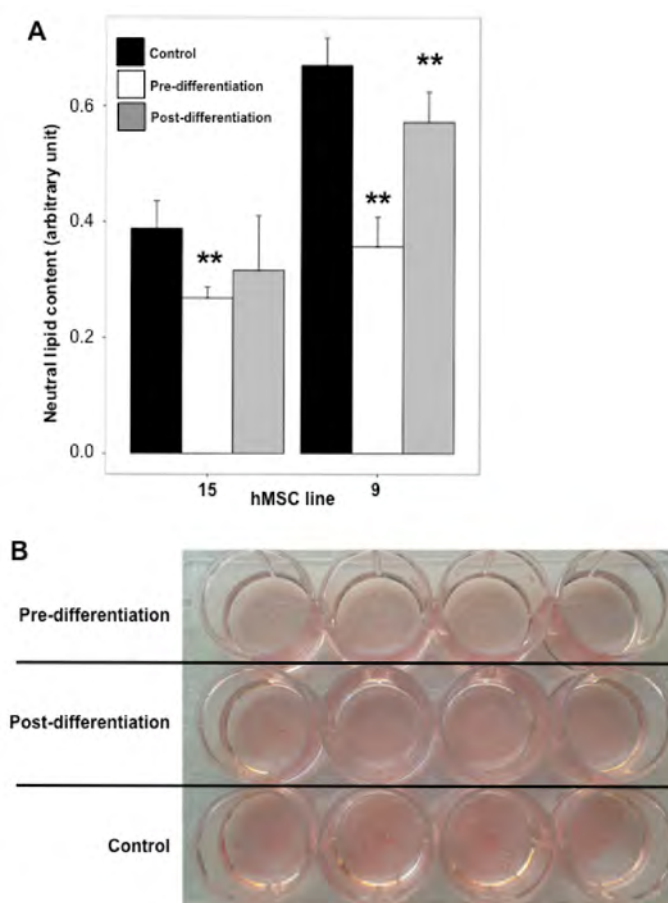 A
Control
Pre-differentiation
Post-differentiation
**
**
**
0.6
0.4
0.2
0.0
Neutral lipid content (arbitrary unit)
15
9
hMSC line
B
Pre-differentiation
Post-differentiation
Control